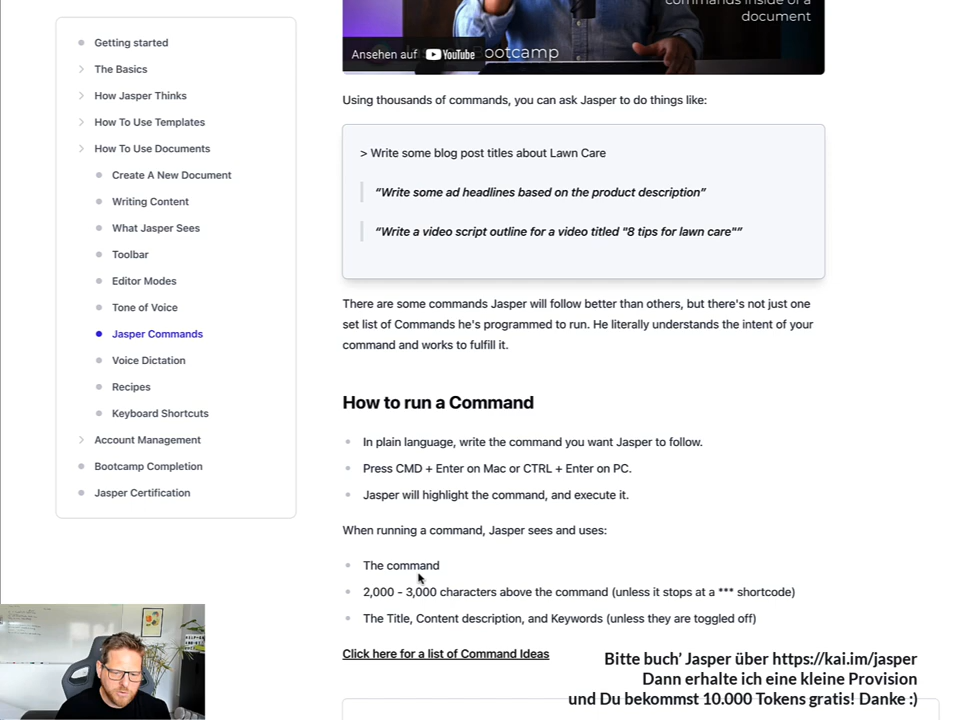 commands inside of a
document
Ansehen auf YouTube
ootcamp
Getting started
The Basics
How Jasper Thinks
How To Use Templates
How To Use Documents
Create A New Document
Writing Content
What Jasper Sees
Toolbar
Editor Modes
Tone of Voice
Jasper Commands
Voice Dictation
Recipes
Keyboard Shortcuts
Account Management
Bootcamp Completion
Jasper Certification
Using thousands of commands, you can ask Jasper to do things like:
> Write some blog post titles about Lawn Care
“Write some ad headlines based on the product description”
“Write a video script outline for a video titled "8 tips for lawn care"”
There are some commands Jasper will follow better than others, but there's not just one
set list of Commands he's programmed to run. He literally understands the intent of your
command and works to fulfill it.
How to run a Command
In plain language, write the command you want Jasper to follow.
Press CMD + Enter on Mac or CTRL + Enter on PC.
Jasper will highlight the command, and execute it.
When running a command, Jasper sees and uses:
The command
2,000 - 3,000 characters above the command (unless it stops at a *** shortcode)
The Title, Content description, and Keywords (unless they are toggled off)
Click here for a list of Command Ideas
Bitte buch’ Jasper über https://kai.im/jasper
Dann erhalte ich eine kleine Provision
und Du bekommst 10.000 Tokens gratis! Danke :)